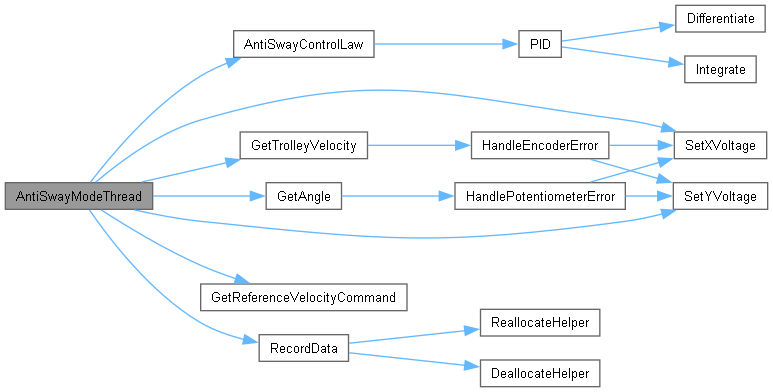 AntiSwayModeThread
AntiSwayControlLaw
PID
Differentiate
Integrate
GetTrolleyVelocity
HandleEncoderError
SetXVoltage
GetAngle
HandlePotentiometerError
SetYVoltage
GetReferenceVelocityCommand
RecordData
ReallocateHelper
DeallocateHelper